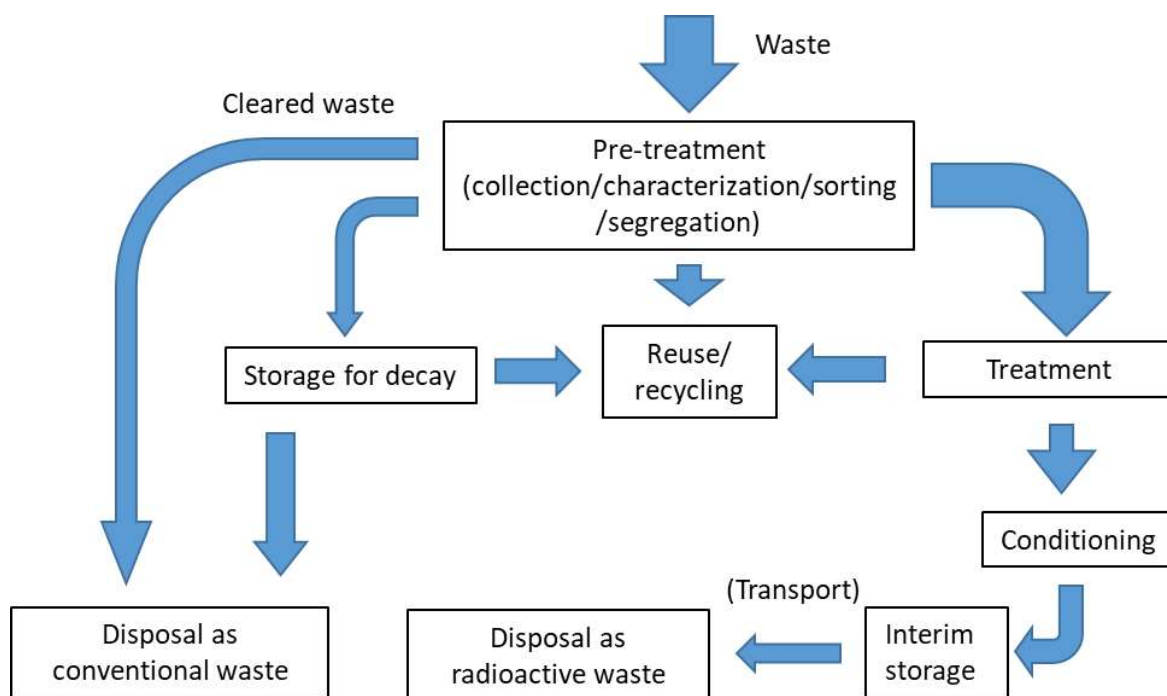 Waste
Cleared waste
Pre-treatment
(collection/characterization/sorting
/segregation)
Storage for decay
Reuse/
recycling
Treatment
Conditioning
(Transport)
Disposal as
conventional waste
Disposal as
radioactive waste
Interim
storage